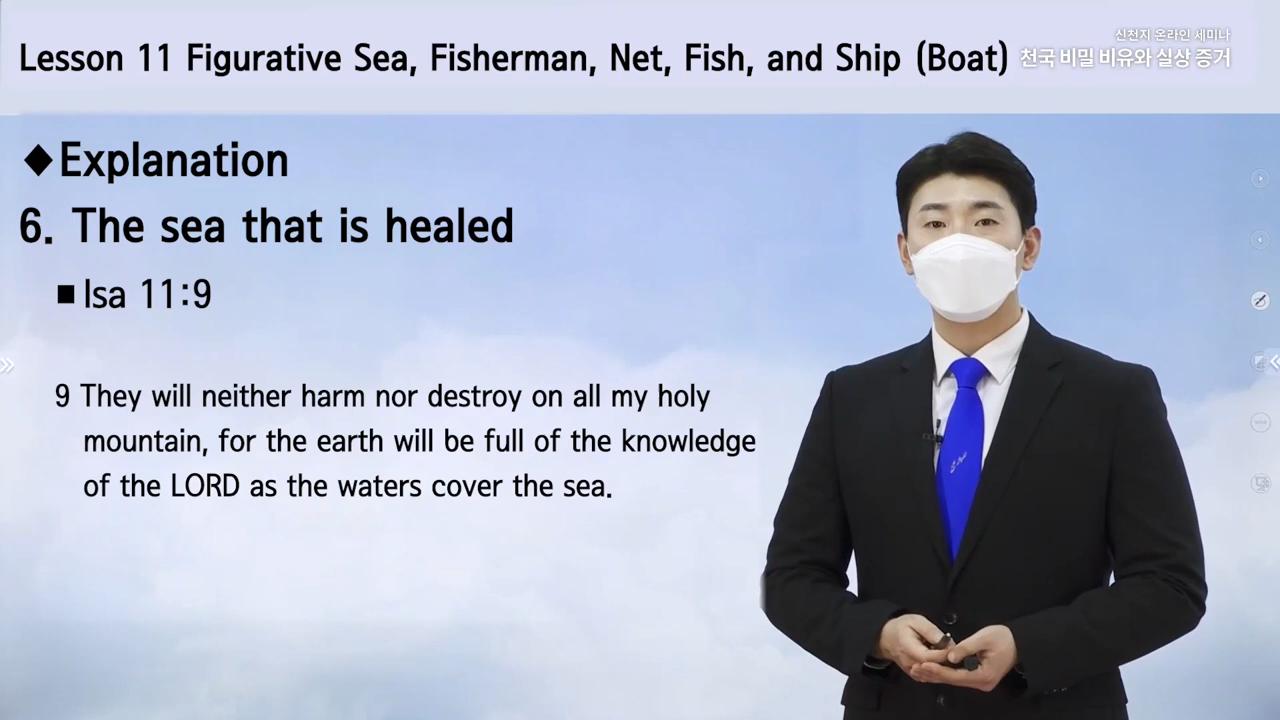 Lesson 11 Figurative Sea, Fisherman, Net, Fish, and Ship (Boat)
신천지 온라인 세미나
천국 비밀 비유와 실상 증거
◆Explanation
6. The sea that is healed
■ Isa 11:9
9 They will neither harm nor destroy on all my holy
mountain, for the earth will be full of the knowledge
of the LORD as the waters cover the sea.